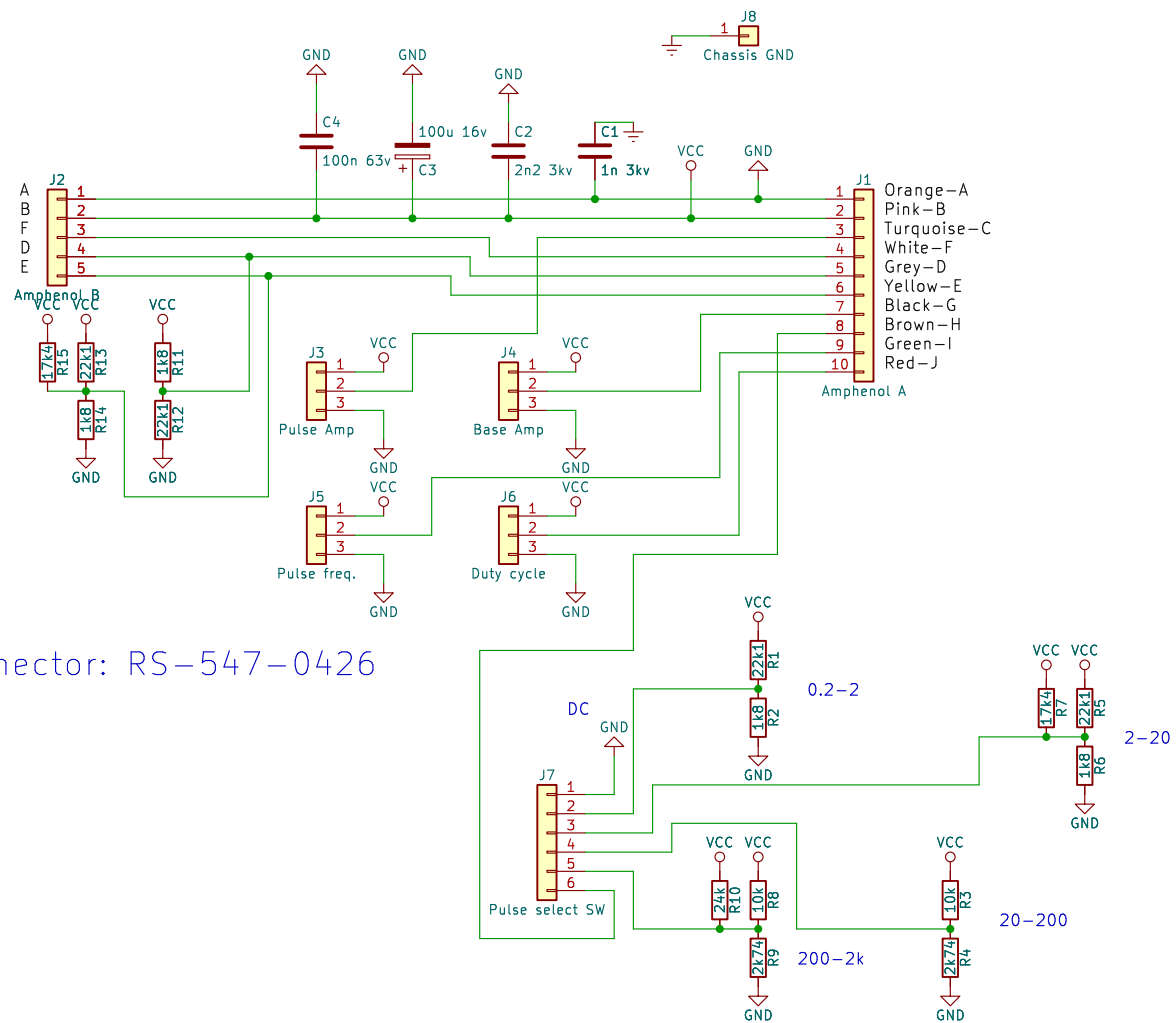 J8
1
Chassis GND
GND
GND
GND
C4
100n 63v
100u 16v
C3
C2
2n2 3kv
C1
1n 3kv
VCC
GND
J2
A 1
B 2
F 3
D 4
E 5
Amphenol B
J1
1 Orange-A
2 Pink-B
3 Turquoise-C
4 White-F
5 Grey-D
6 Yellow-E
7 Black-G
8 Brown-H
9 Green-I
10 Red-J
Amphenol A
VCC VCC VCC
17k4 R15
22k1 R13
1k8 R11
1k8 R14
22k1 R12
GND GND
J3
1
2
3
Pulse Amp
VCC
GND
J4
1
2
3
Base Amp
VCC
GND
J5
1
2
3
Pulse freq.
VCC
GND
J6
1
2
3
Duty cycle
VCC
GND
nector: RS-547-0426
VCC
22k1 R1
1k8 R2
GND
0.2-2
VCC VCC
17k4 R7
22k1 R5
1k8 R6
GND
2-20
DC
GND
J7
1
2
3
4
5
6
Pulse select SW
VCC VCC
24k R10
10k R8
2k74 R9
GND
200-2k
VCC
10k R3
2k74 R4
GND
20-200